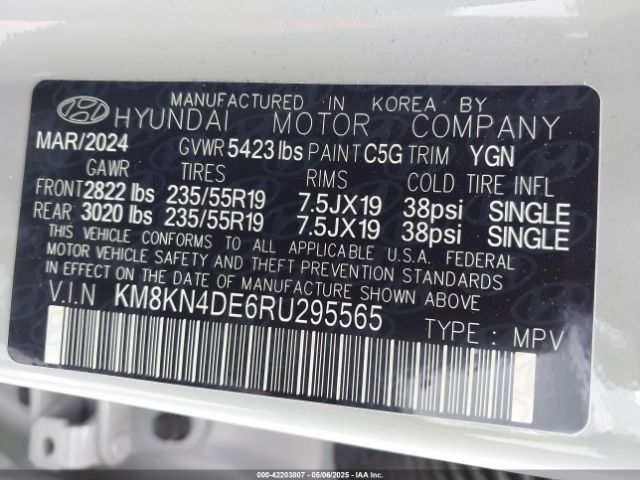 MANUFACTURED IN KOREA BY
HYUNDAI MOTOR COMPANY
MAR/2024 GVWR 5423 lbs PAINT C5G TRIM YGN
GAWR TIRES RIMS COLD TIRE INFL
FRONT 2822 lbs 235/55R19 7.5JX19 38psi SINGLE
REAR 3020 lbs 235/55R19 7.5JX19 38psi SINGLE
THIS VEHICLE CONFORMS TO ALL APPLICABLE U.S.A. FEDERAL
MOTOR VEHICLE SAFETY AND THEFT PREVENTION STANDARDS
IN EFFECT ON THE DATE OF MANUFACTURE SHOWN ABOVE
V.I.N KM8KN4DE6RU295565 TYPE : MPV
000-42203807 - 05/06/2025 - IAA Inc. All Rights Reserved